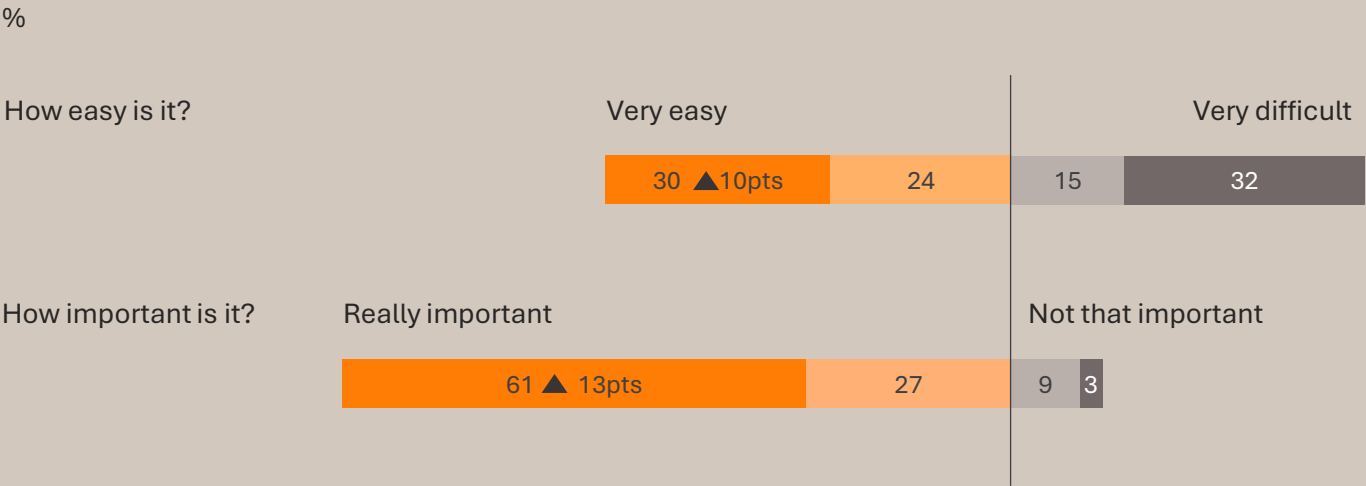 %
How easy is it?
Very easy
Very difficult
30 ▲10pts
24
15
32
How important is it?
Really important
Not that important
61 ▲ 13pts
27
9
3